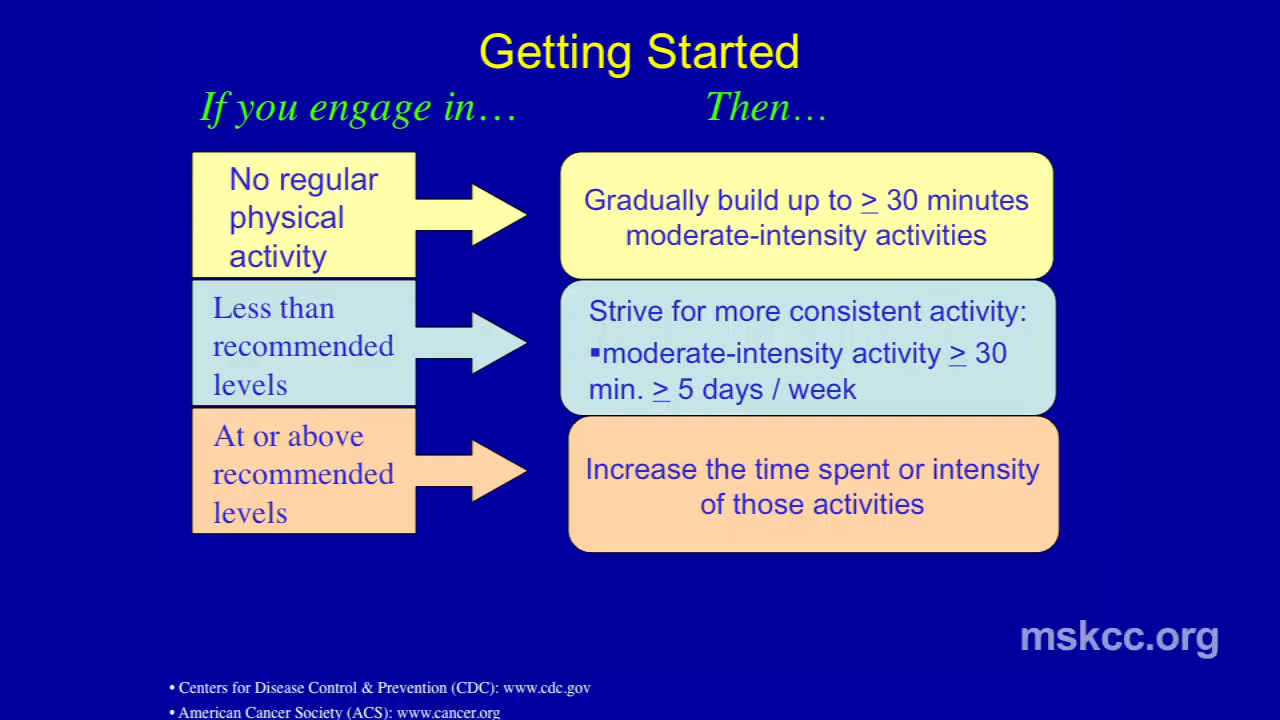 Getting Started
If you engage in…
Then…
No regular
physical
activity
Gradually build up to ≥ 30 minutes
moderate-intensity activities
Less than
recommended
levels
Strive for more consistent activity:
▪moderate-intensity activity ≥ 30
min. ≥ 5 days / week
At or above
recommended
levels
Increase the time spent or intensity
of those activities
mskcc.org
• Centers for Disease Control & Prevention (CDC): www.cdc.gov
• American Cancer Society (ACS): www.cancer.org